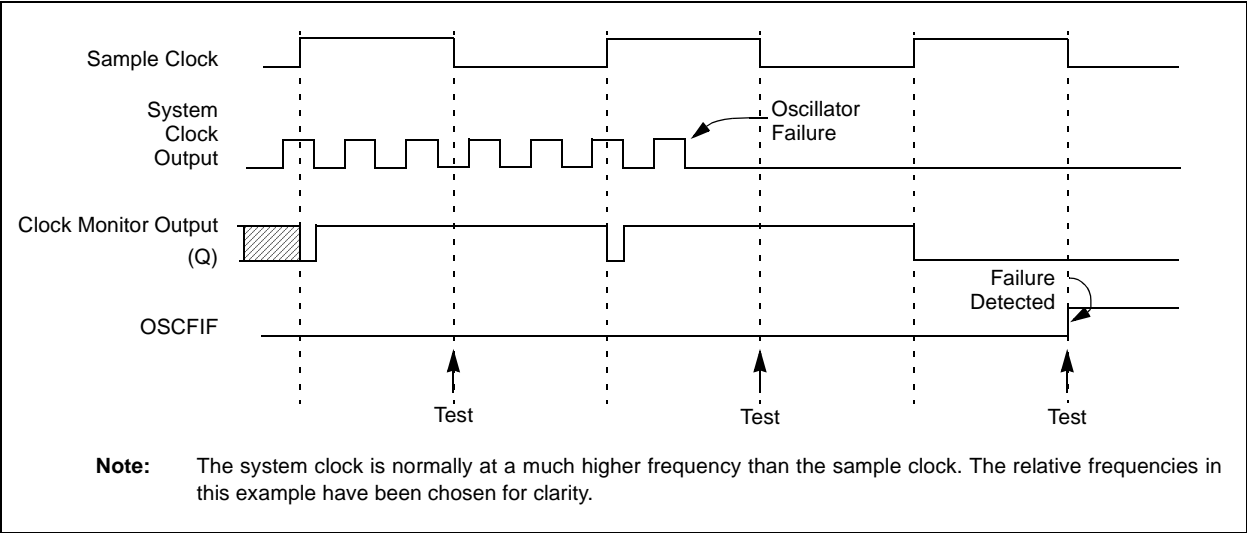 Sample Clock
System
Clock
Output
Oscillator
Failure
Clock Monitor Output
(Q)
Failure
Detected
OSCFIF
Test
Test
Test
Note: The system clock is normally at a much higher frequency than the sample clock. The relative frequencies in
this example have been chosen for clarity.